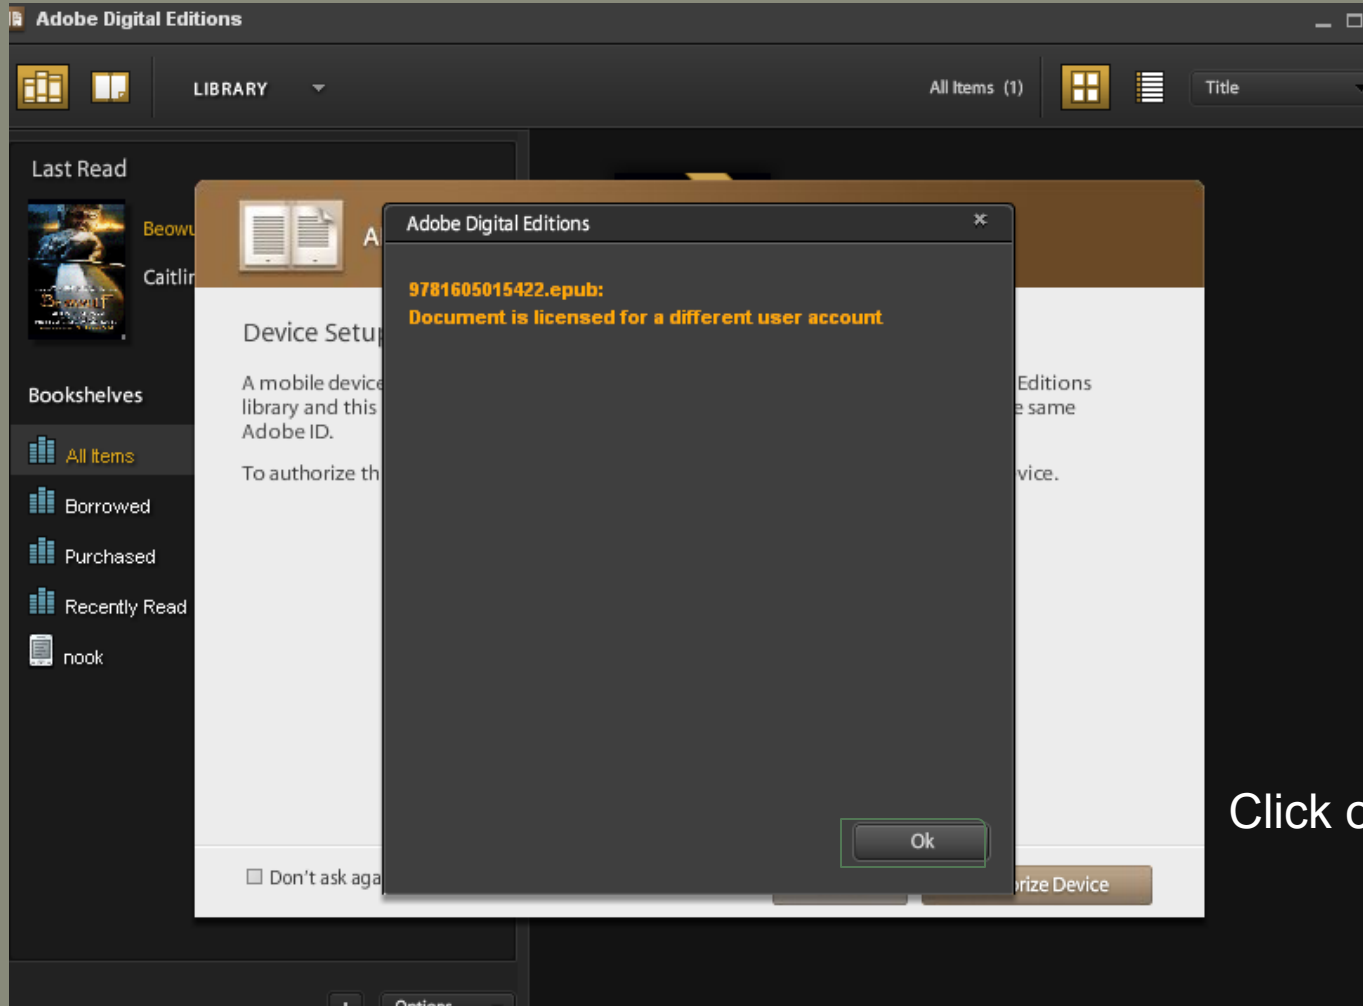 Adobe Digital Editions
LIBRARY
All Items (1)
Title
Last Read
Beowu
Caitlin
Adobe Digital Editions
9781605015422.epub:
Document is licensed for a different user account
Device Setu
A mobile device
Editions
library and this
e same
Adobe ID.
To authorize th
vice.
Bookshelves
All Items
Borrowed
Purchased
Recently Read
nook
Click
Ok
Don't ask aga
rize Device
Options